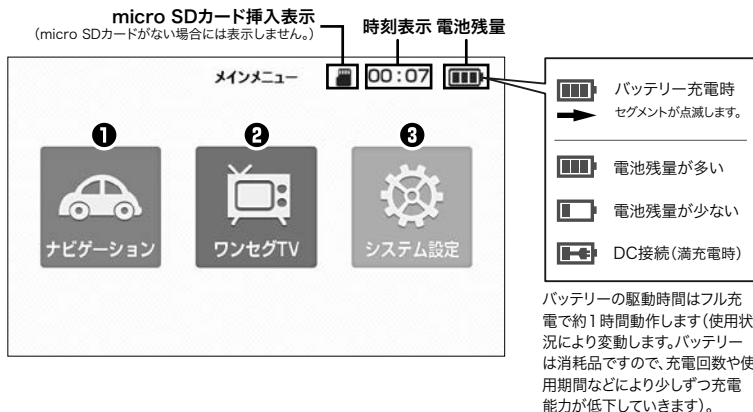 micro SDカード挿入表示
(micro SDカードがない場合には表示しません。)
時刻表示 電池残量
メインメニュー
00:07
❶
❷
❸
ナビゲーション
ワンセグTV
システム設定
バッテリー充電時
セグメントが点滅します。
電池残量が多い
電池残量が少ない
DC接続(満充電時)
バッテリーの駆動時間はフル充
電で約1時間動作します(使用状
況により変動します。バッテリー
は消耗品ですので、充電回数や使
用期間などにより少しずつ充電
能力が低下していきます)。